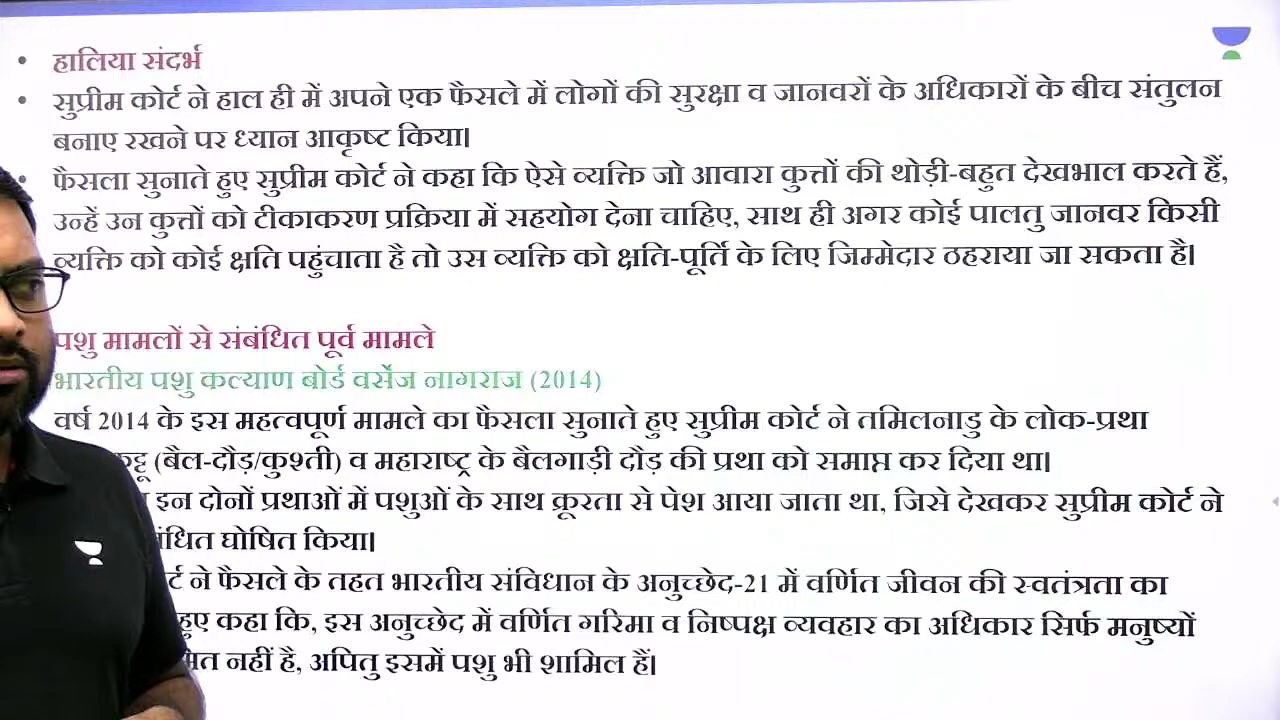 हालिया संदर्भ
सुप्रीम कोर्ट ने हाल ही में अपने एक फैसले में लोगों की सुरक्षा व जानवरों के अधिकारों के बीच संतुलन
बनाए रखने पर ध्यान आकृष्ट किया।
फैसला सुनाते हुए सुप्रीम कोर्ट ने कहा कि ऐसे व्यक्ति जो आवारा कुत्तों की थोड़ी-बहुत देखभाल करते हैं,
उन्हें उन कुत्तों को टीकाकरण प्रक्रिया में सहयोग देना चाहिए, साथ ही अगर कोई पालतु जानवर किसी
व्यक्ति को कोई क्षति पहुंचाता है तो उस व्यक्ति को क्षति-पूर्ति के लिए जिम्मेदार ठहराया जा सकता है।
पशु मामलों से संबंधित पूर्व मामले
भारतीय पशु कल्याण बोर्ड वर्सेज नागराज (2014)
वर्ष 2014 के इस महत्वपूर्ण मामले का फैसला सुनाते हुए सुप्रीम कोर्ट ने तमिलनाडु के लोक-प्रथा
(बैल-दौड़/कुश्ती) व महाराष्ट्र के बैलगाड़ी दौड़ की प्रथा को समाप्त कर दिया था।
इन दोनों प्रथाओं में पशुओं के साथ क्रूरता से पेश आया जाता था, जिसे देखकर सुप्रीम कोर्ट ने
घोषित किया।
ने फैसले के तहत भारतीय संविधान के अनुच्छेद-21 में वर्णित जीवन की स्वतंत्रता का
हुए कहा कि, इस अनुच्छेद में वर्णित गरिमा व निष्पक्ष व्यवहार का अधिकार सिर्फ मनुष्यों
नहीं है, अपितु इसमें पशु भी शामिल हैं।